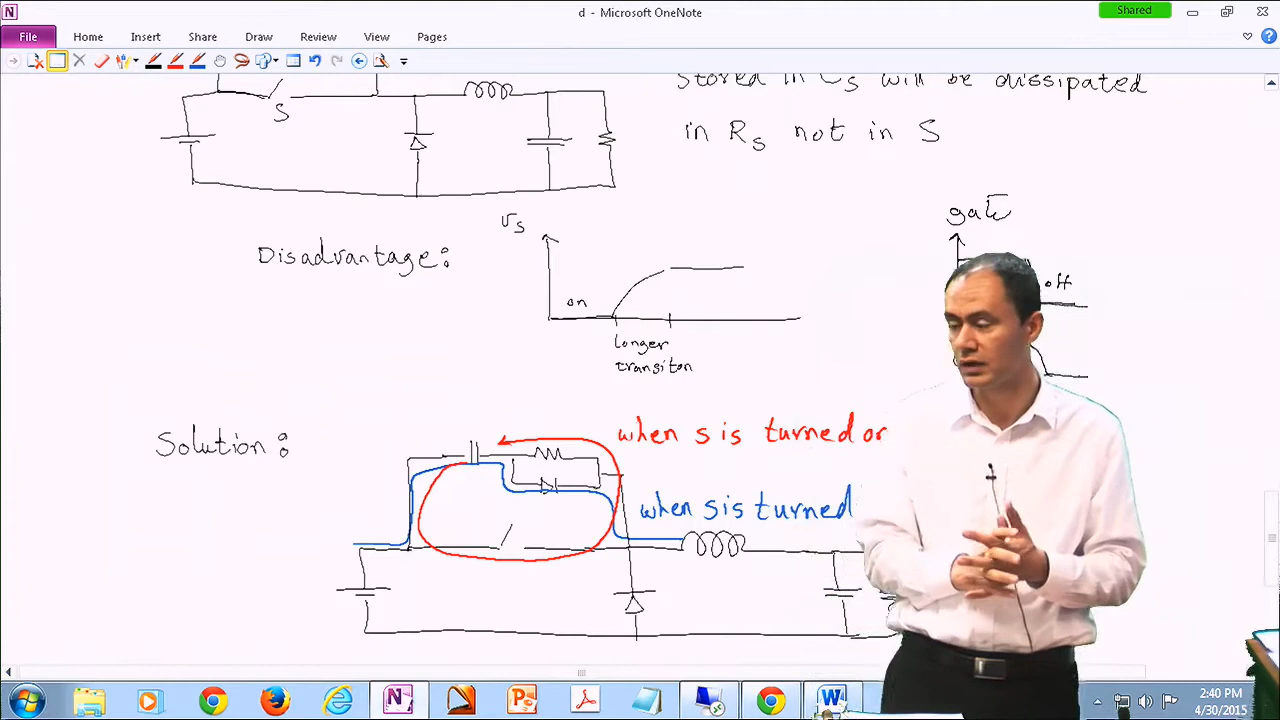 d - Microsoft OneNote
Shared
File Home Insert Share Draw Review View Pages
Stored in Cs will be dissipated
in Rs not in S
S
vs
gate
Disadvantage:
on
off
longer
transiton
Solution:
when s is turned or
when s is turned
2:40 PM
4/30/2015